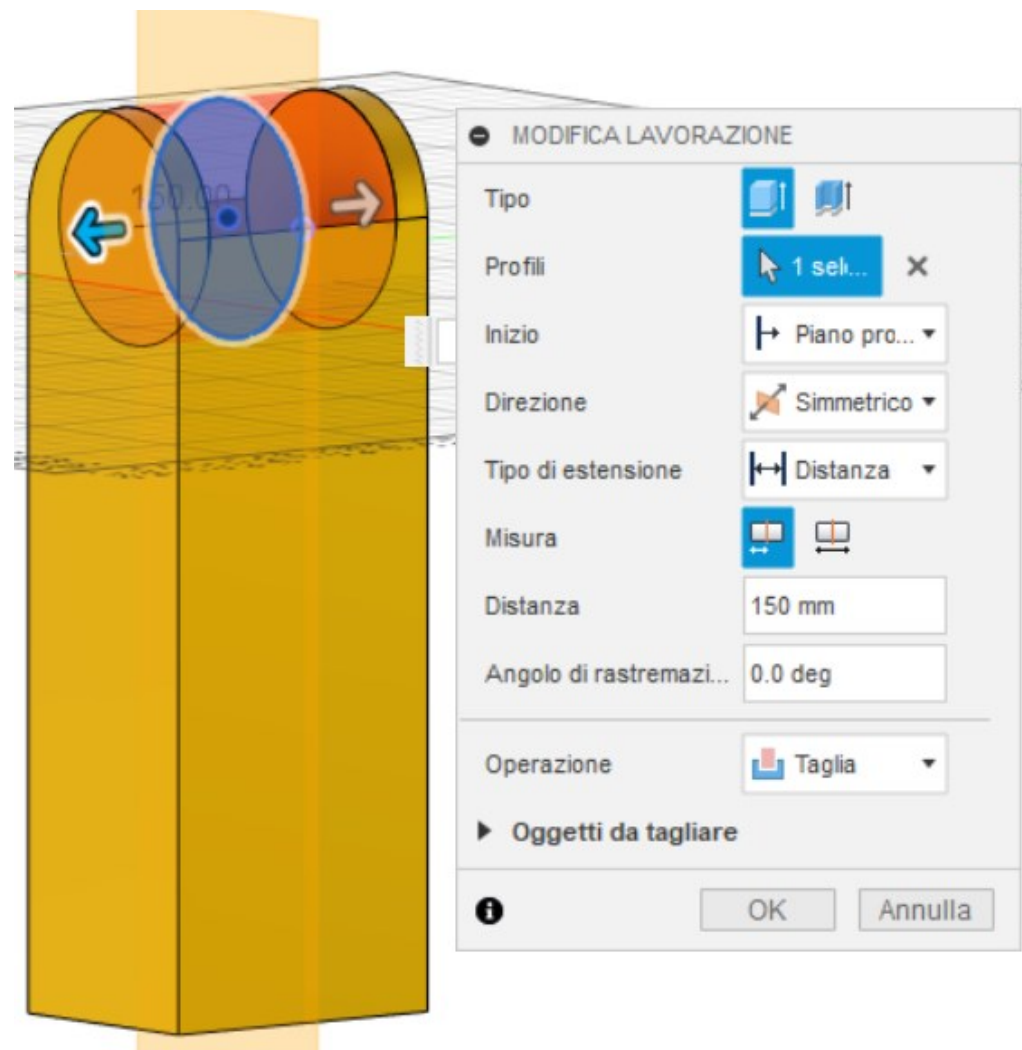 150.00
MODIFICA LAVORAZIONE
Tipo
Profili 1 sel...
Inizio Piano pro...
Direzione Simmetrico
Tipo di estensione Distanza
Misura
Distanza 150 mm
Angolo di rastremazi... 0.0 deg
Operazione Taglia
Oggetti da tagliare
OK Annulla